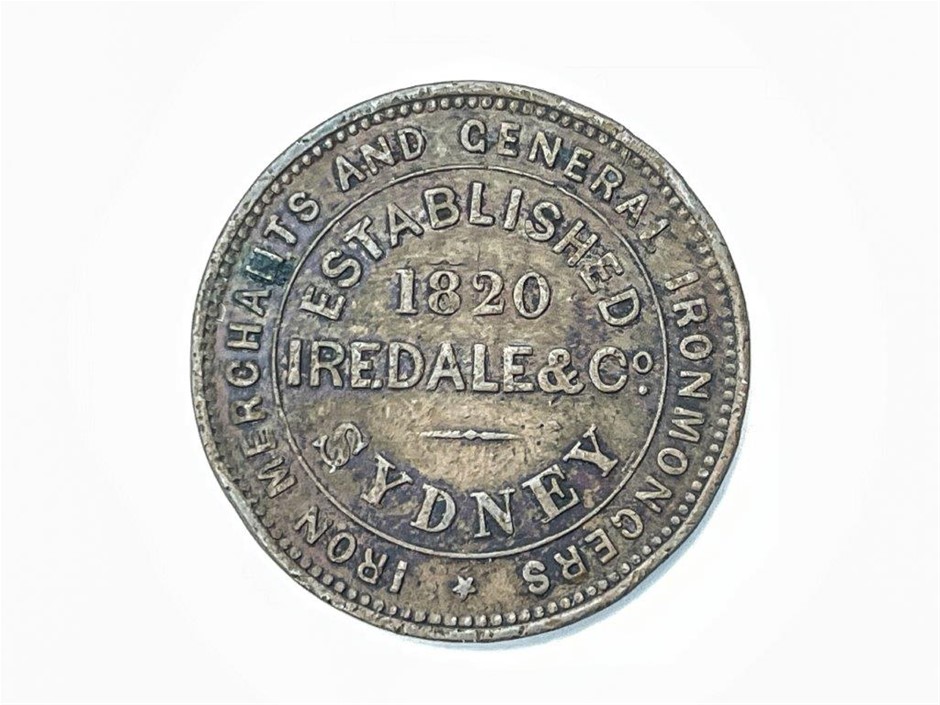 IRON MERCHANTS AND GENERAL IRONMONGERS
ESTABLISHED
1820
IREDALE & Co.
SYDNEY